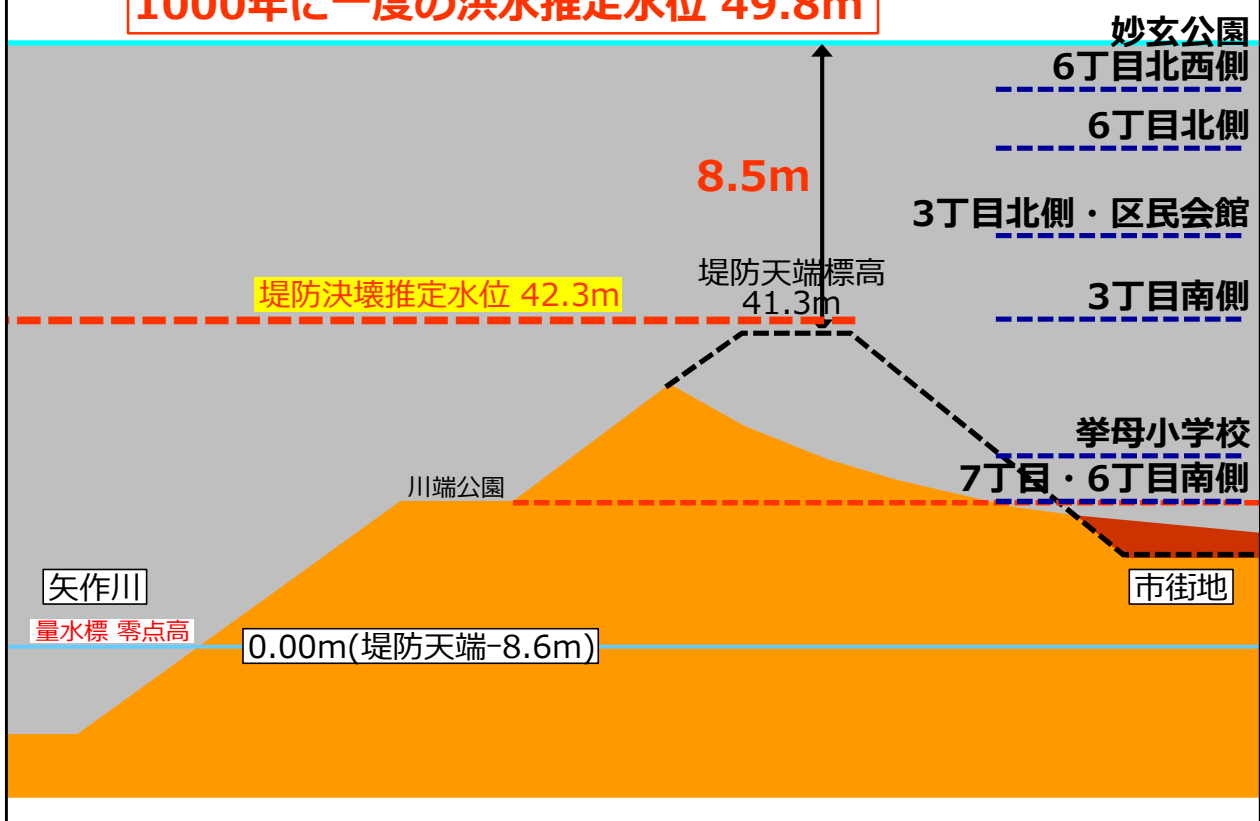 1000年に一度の洪水推定水位 49.8m
妙玄公園
6丁目北西側
6丁目北側
8.5m
3丁目北側・区民会館
堤防天端標高
41.3m
堤防決壊推定水位 42.3m
3丁目南側
挙母小学校
7丁目・6丁目南側
川端公園
矢作川
市街地
量水標 零点高
0.00m(堤防天端-8.6m)